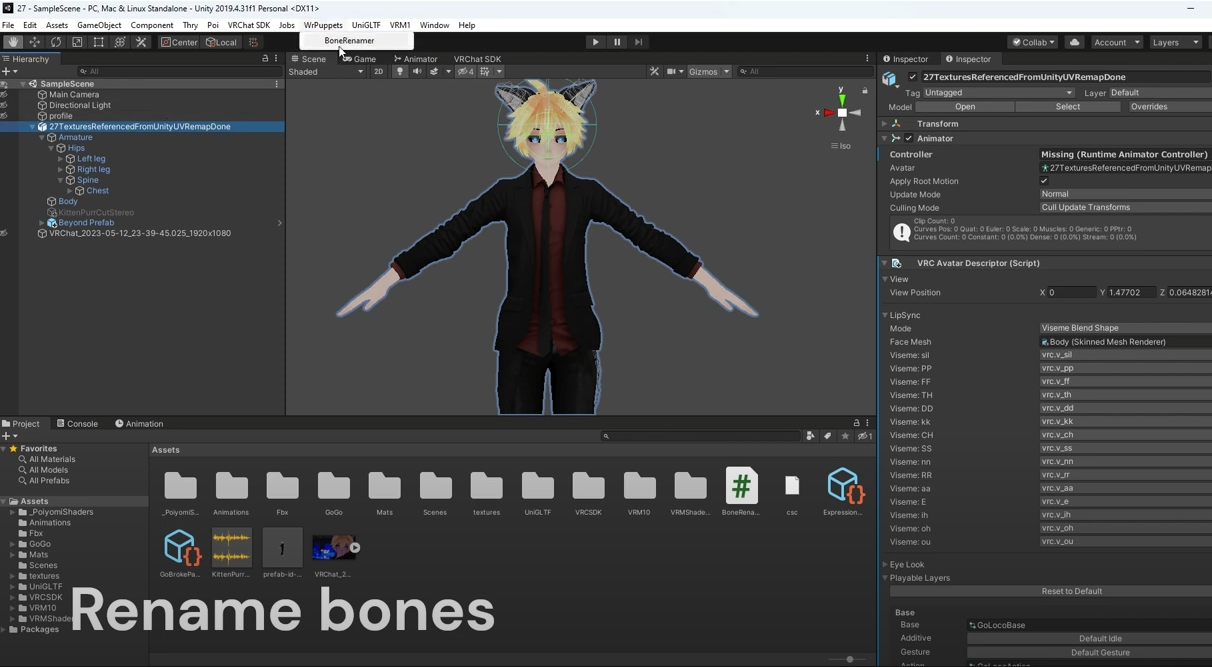 27 - SampleScene - PC, Mac & Linux Standalone - Unity 2019.4.31f1 Personal <DX11>
File Edit Assets GameObject Component Thry Poi VRChat SDK Jobs WrPuppets UniGLTF VRM1 Window Help
BoneRenamer
Center Local
Collab Account Layers
Hierarchy
All
SampleScene
Main Camera
Directional Light
profile
27TexturesReferencedFromUnityUVRemapDone
Armature
Hips
Left leg
Right leg
Spine
Chest
Body
KittenPurrCutStereo
Beyond Prefab
VRChat_2023-05-12_23-39-45.025_1920x1080
Scene Game Animator VRChat SDK
Shaded 2D 4 Gizmos All
y
x
Iso
Inspector Inspector
27TexturesReferencedFromUnityUVRemapDone
Tag Untagged Layer Default
Model Open Select Overrides
Transform
Animator
Controller Missing (Runtime Animator Controller)
Avatar 27TexturesReferencedFromUnityUVRemap
Apply Root Motion
Update Mode Normal
Culling Mode Cull Update Transforms
Clip Count: 0
Curves Pos: 0 Quat: 0 Euler: 0 Scale: 0 Muscles: 0 Generic: 0 PPtr: 0
Curves Count: 0 Constant: 0 (0.0%) Dense: 0 (0.0%) Stream: 0 (0.0%)
VRC Avatar Descriptor (Script)
View
View Position X 0 Y 1.47702 Z 0.0648281
LipSync
Mode Viseme Blend Shape
Face Mesh Body (Skinned Mesh Renderer)
Viseme: sil vrc.v_sil
Viseme: PP vrc.v_pp
Viseme: FF vrc.v_ff
Viseme: TH vrc.v_th
Viseme: DD vrc.v_dd
Viseme: kk vrc.v_kk
Viseme: CH vrc.v_ch
Viseme: SS vrc.v_ss
Viseme: nn vrc.v_nn
Viseme: RR vrc.v_rr
Viseme: aa vrc.v_aa
Viseme: E vrc.v_e
Viseme: ih vrc.v_ih
Viseme: oh vrc.v_oh
Viseme: ou vrc.v_ou
Eye Look
Playable Layers
Reset to Default
Base
Base GoLocoBase
Additive Default Idle
Gesture Default Gesture
Project Console Animation
1
Favorites
All Materials
All Models
All Prefabs
Assets
_PoiyomiShaders
Animations
Fbx
GoGo
Mats
Scenes
textures
UniGLTF
VRCSDK
VRM10
VRMShade
Packages
Assets
_PoiyomiS... Animations Fbx GoGo Mats Scenes textures UniGLTF VRCSDK VRM10 VRMShade... BoneRena... csc Expression...
GoBrokePa... KittenPurr... prefab-id-... VRChat_2...
Rename bones